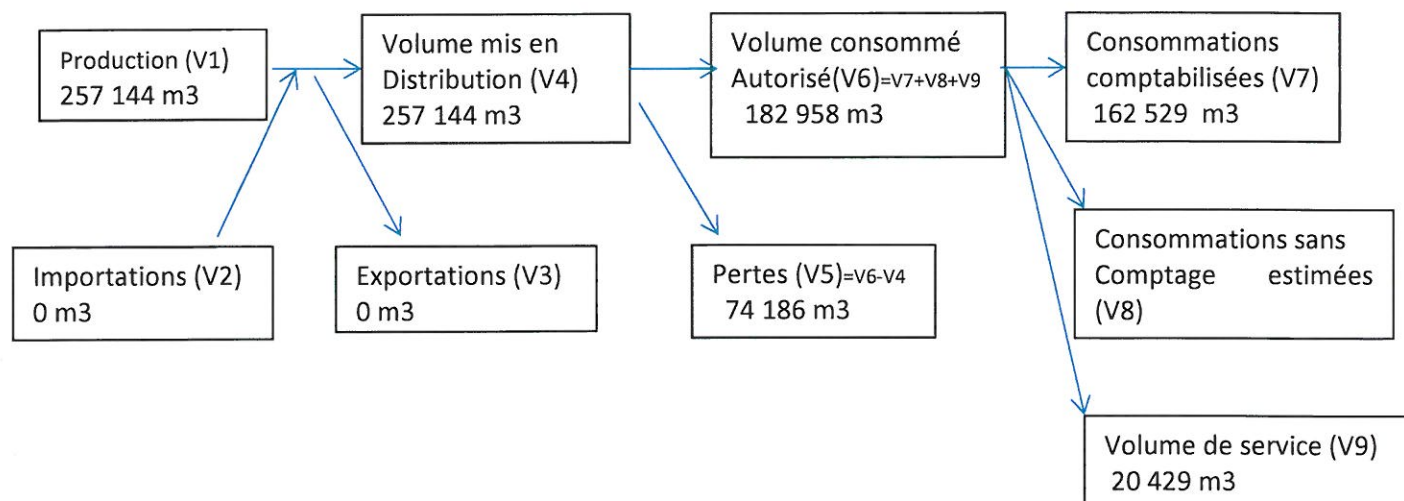 Production (V1)
257 144 m3
Volume mis en
Distribution (V4)
257 144 m3
Volume consommé
Autorisé(V6)=V7+V8+V9
182 958 m3
Consommations
comptabilisées (V7)
162 529 m3
Importations (V2)
0 m3
Exportations (V3)
0 m3
Pertes (V5)=V6-V4
74 186 m3
Consommations sans
Comptage estimées
(V8)
Volume de service (V9)
20 429 m3